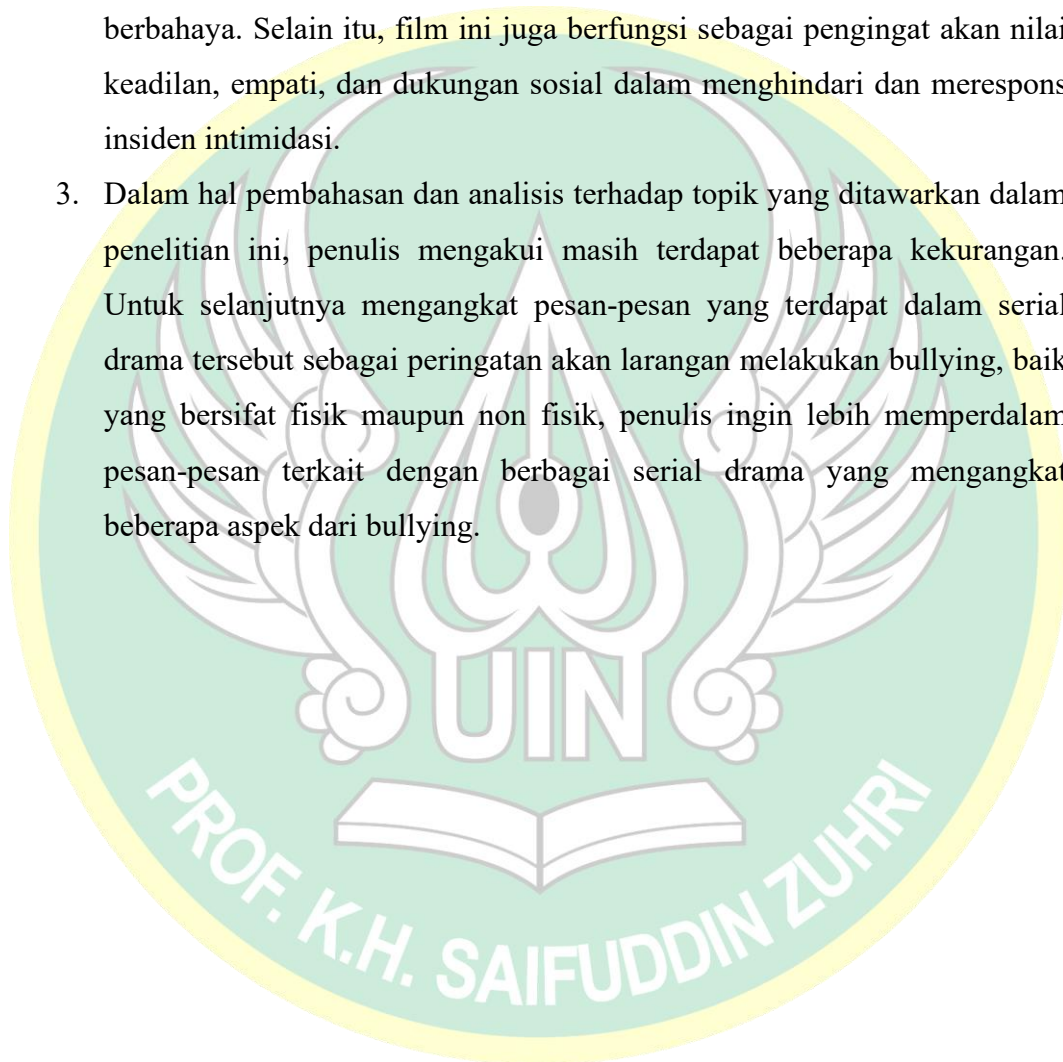 berbahaya. Selain itu, film ini juga berfungsi sebagai pengingat akan nilai
keadilan, empati, dan dukungan sosial dalam menghindari dan merespons
insiden intimidasi.
3. Dalam hal pembahasan dan analisis terhadap topik yang ditawarkan dalam
penelitian ini, penulis mengakui masih terdapat beberapa kekurangan.
Untuk selanjutnya mengangkat pesan-pesan yang terdapat dalam serial
drama tersebut sebagai peringatan akan larangan melakukan bullying, baik
yang bersifat fisik maupun non fisik, penulis ingin lebih memperdalam
pesan-pesan terkait dengan berbagai serial drama yang mengangkat
beberapa aspek dari bullying.
UIN
PROF. K.H. SAIFUDDIN ZUHRI